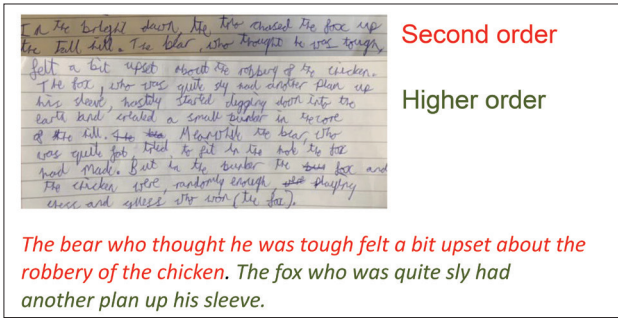 In the bright dawn, the trio chased the fox up
the tall hill. The bear, who thought he was tough,
felt a bit upset about the robbery of the chicken.
The fox, who was quite sly had another plan up
his sleeve, hastily started digging down into the
earth and created a small bunker in the core
of the hill. Meanwhile the bear, who
was quite fat, tried to fit in the hole the fox
had made. But in the bunker the fox and
the chicken were, randomly enough, playing
chess and guess who won (the fox).
Second order
Higher order
The bear who thought he was tough felt a bit upset about the
robbery of the chicken. The fox who was quite sly had
another plan up his sleeve.